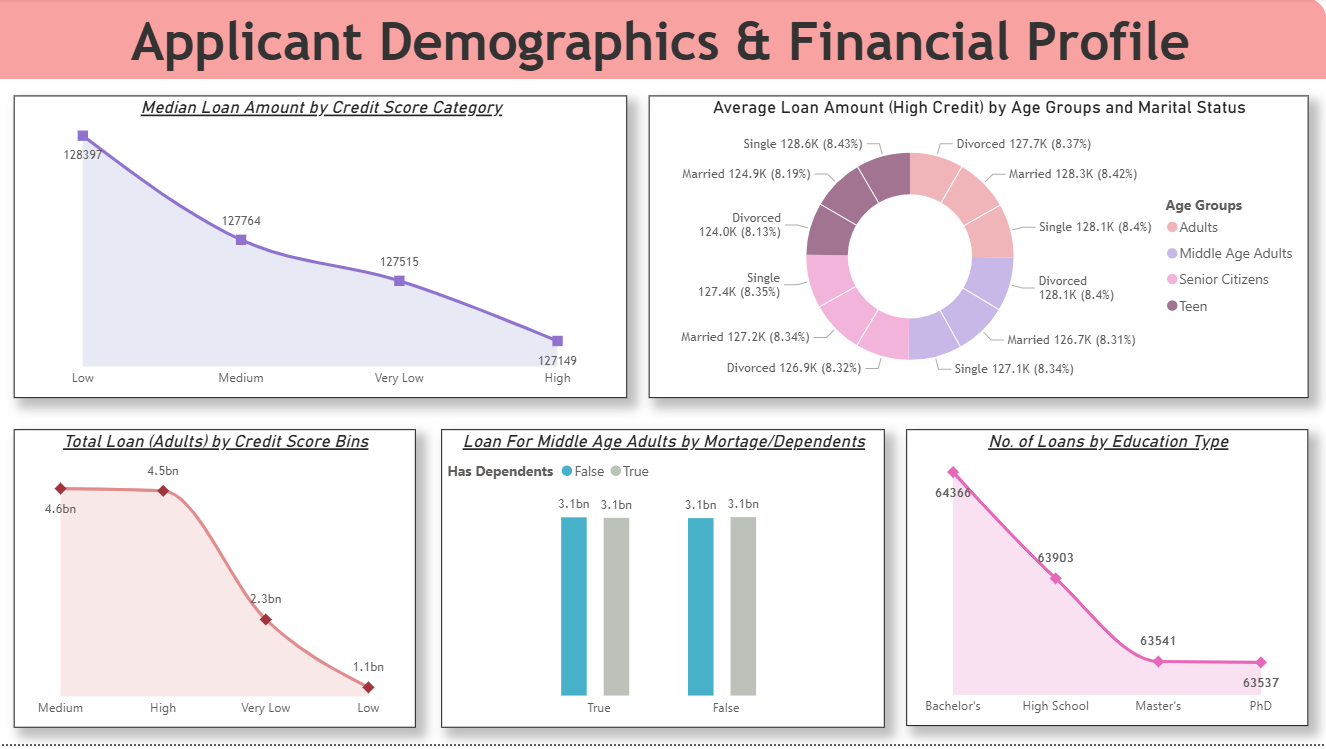 Applicant Demographics & Financial Profile
Median Loan Amount by Credit Score Category
128397
127764
127515
127149
Low
Medium
Very Low
High
Average Loan Amount (High Credit) by Age Groups and Marital Status
Single 128.6K (8.43%)
Divorced 127.7K (8.37%)
Married 124.9K (8.19%)
Married 128.3K (8.42%)
Divorced
124.0K (8.13%)
Single 128.1K (8.4%)
Single
127.4K (8.35%)
Divorced
128.1K (8.4%)
Married 127.2K (8.34%)
Married 126.7K (8.31%)
Divorced 126.9K (8.32%)
Single 127.1K (8.34%)
Age Groups
Adults
Middle Age Adults
Senior Citizens
Teen
Total Loan (Adults) by Credit Score Bins
4.6bn
4.5bn
2.3bn
1.1bn
Medium
High
Very Low
Low
Loan For Middle Age Adults by Mortage/Dependents
Has Dependents False True
3.1bn
3.1bn
3.1bn
3.1bn
True
False
No. of Loans by Education Type
64366
63903
63541
63537
Bachelor's
High School
Master's
PhD